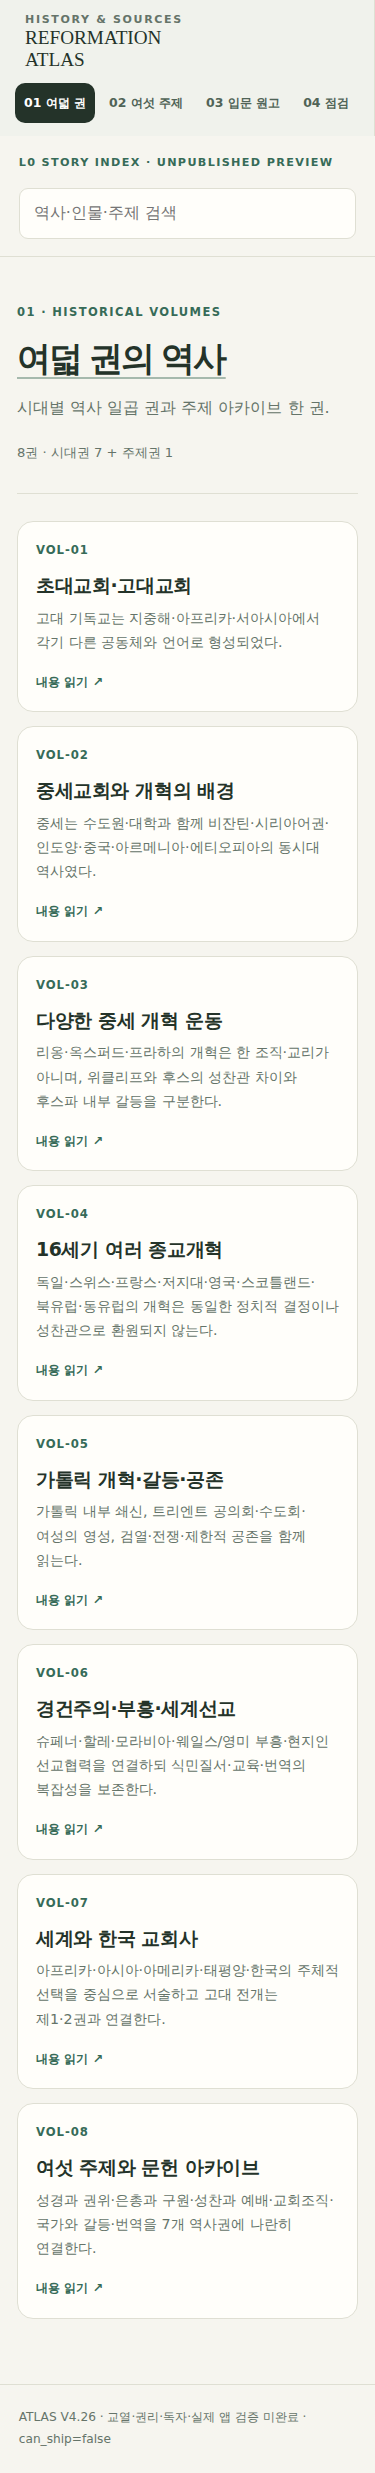 HISTORY & SOURCES
REFORMATION
ATLAS
01 여덟 권 02 여섯 주제 03 입문 원고 04 점검
L0 STORY INDEX · UNPUBLISHED PREVIEW
역사·인물·주제 검색
01 · HISTORICAL VOLUMES
여덟 권의 역사
시대별 역사 일곱 권과 주제 아카이브 한 권.
8권 · 시대권 7 + 주제권 1
VOL-01
초대교회·고대교회
고대 기독교는 지중해·아프리카·서아시아에서
각기 다른 공동체와 언어로 형성되었다.
내용 읽기 ↗
VOL-02
중세교회와 개혁의 배경
중세는 수도원·대학과 함께 비잔틴·시리아어권·
인도양·중국·아르메니아·에티오피아의 동시대
역사였다.
내용 읽기 ↗
VOL-03
다양한 중세 개혁 운동
리옹·옥스퍼드·프라하의 개혁은 한 조직·교리가
아니며, 위클리프와 후스의 성찬관 차이와
후스파 내부 갈등을 구분한다.
내용 읽기 ↗
VOL-04
16세기 여러 종교개혁
독일·스위스·프랑스·저지대·영국·스코틀랜드·
북유럽·동유럽의 개혁은 동일한 정치적 결정이나
성찬관으로 환원되지 않는다.
내용 읽기 ↗
VOL-05
가톨릭 개혁·갈등·공존
가톨릭 내부 쇄신, 트리엔트 공의회·수도회·
여성의 영성, 검열·전쟁·제한적 공존을 함께
읽는다.
내용 읽기 ↗
VOL-06
경건주의·부흥·세계선교
슈페너·할레·모라비아·웨일스/영미 부흥·현지인
선교협력을 연결하되 식민질서·교육·번역의
복잡성을 보존한다.
내용 읽기 ↗
VOL-07
세계와 한국 교회사
아프리카·아시아·아메리카·태평양·한국의 주체적
선택을 중심으로 서술하고 고대 전개는
제1·2권과 연결한다.
내용 읽기 ↗
VOL-08
여섯 주제와 문헌 아카이브
성경과 권위·은총과 구원·성찬과 예배·교회조직·
국가와 갈등·번역을 7개 역사권에 나란히
연결한다.
내용 읽기 ↗
ATLAS V4.26 · 교열·권리·독자·실제 앱 검증 미완료 ·
can_ship=false